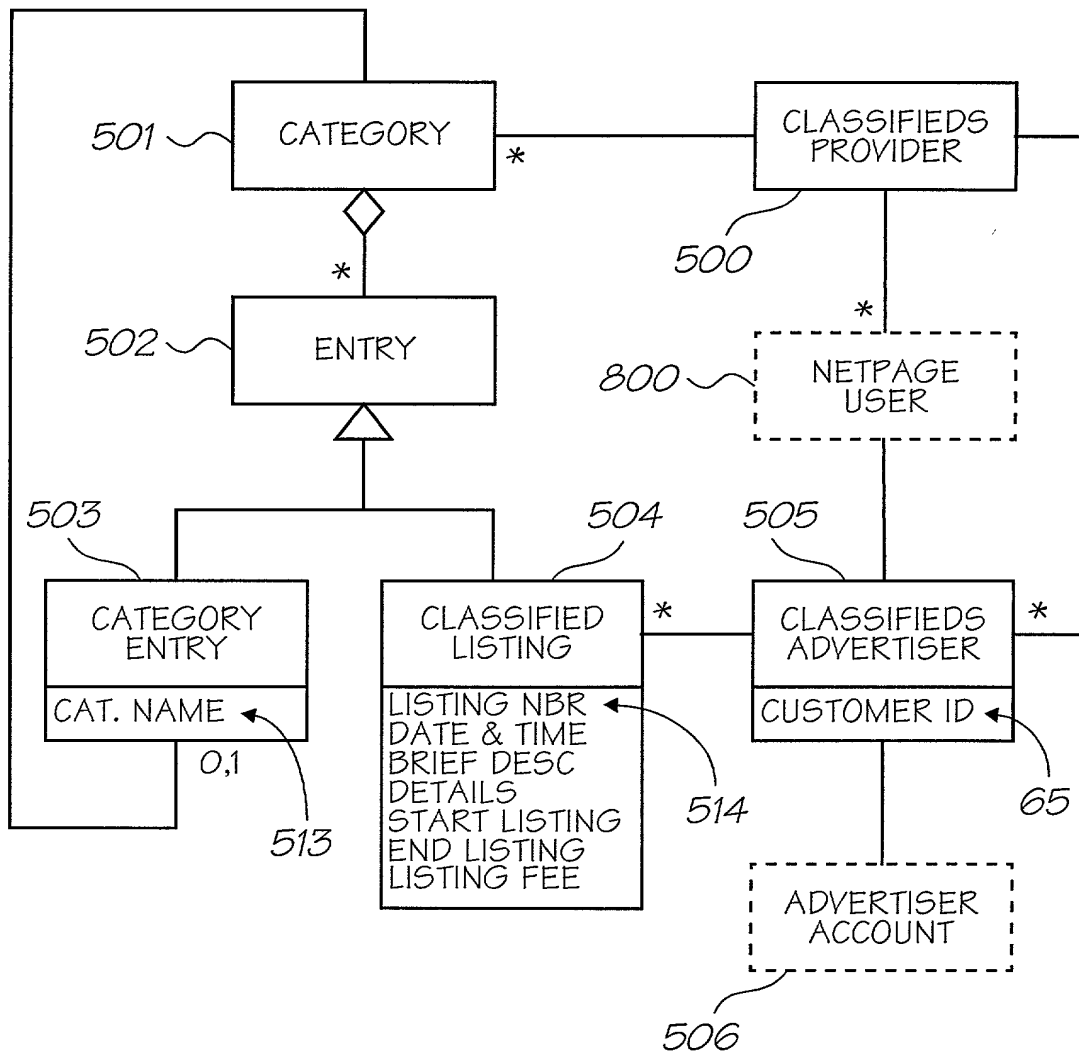 501
CATEGORY
*
CLASSIFIEDS
PROVIDER
500
*
502
ENTRY
*
800
NETPAGE
USER
503
504
505
CATEGORY
ENTRY
CAT. NAME
0,1
513
CLASSIFIED
LISTING
*
LISTING NBR
DATE & TIME
BRIEF DESC
DETAILS
START LISTING
END LISTING
LISTING FEE
514
CLASSIFIEDS
ADVERTISER
*
CUSTOMER ID
65
ADVERTISER
ACCOUNT
506